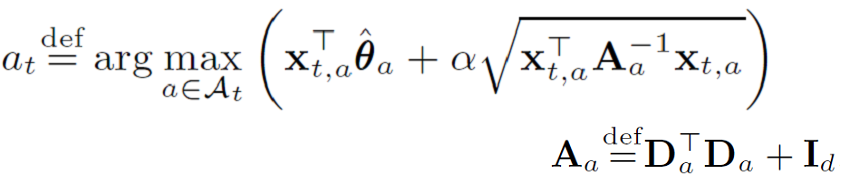 $a_t \overset{\text{def}}{=} \arg\max_{a \in \mathcal{A}_t} \left( \mathbf{x}_{t,a}^\top \hat{\boldsymbol{\theta}}_a + \alpha \sqrt{\mathbf{x}_{t,a}^\top \mathbf{A}_a^{-1} \mathbf{x}_{t,a}} \right)$
$\mathbf{A}_a \overset{\text{def}}{=} \mathbf{D}_a^\top \mathbf{D}_a + \mathbf{I}_d$